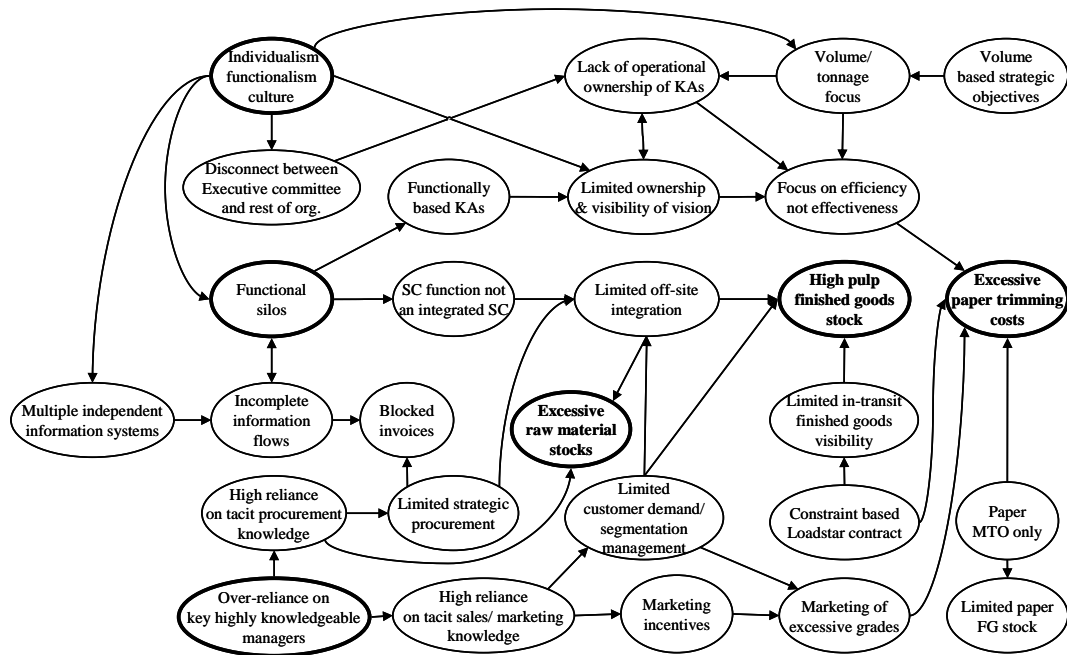 Individualism
functionalism
culture
Lack of operational
ownership of KAs
Volume/
tonnage
focus
Volume
based strategic
objectives
Disconnect between
Executive committee
and rest of org.
Functionally
based KAs
Limited ownership
& visibility of vision
Focus on efficiency
not effectiveness
Functional
silos
SC function not
an integrated SC
Limited off-site
integration
High pulp
finished goods
stock
Excessive
paper trimming
costs
Multiple independent
information systems
Incomplete
information
flows
Blocked
invoices
Excessive
raw material
stocks
Limited in-transit
finished goods
visibility
High reliance
on tacit procurement
knowledge
Limited strategic
procurement
Limited
customer demand/
segmentation
management
Constraint based
Loadstar contract
Paper
MTO only
Over-reliance on
key highly knowledgeable
managers
High reliance
on tacit sales/ marketing
knowledge
Marketing
incentives
Marketing of
excessive grades
Limited paper
FG stock